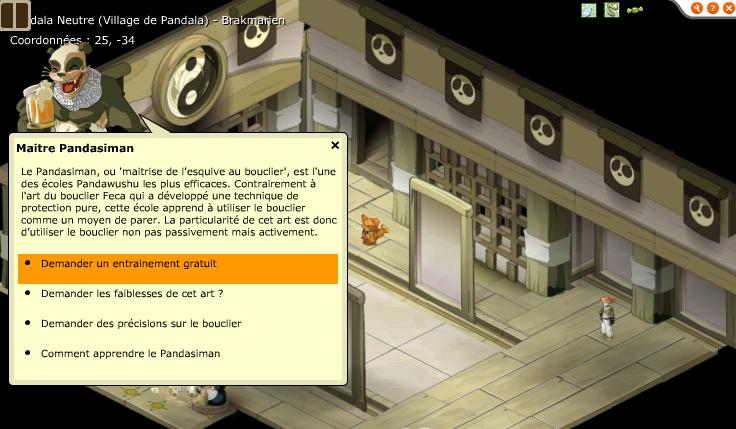 dala Neutre (Village de Pandala) - Brakmarien
Coordonnées : 25, -34
Maitre Pandasiman
Le Pandasiman, ou 'maitrise de l'esquive au bouclier', est l'une
des écoles Pandawushu les plus efficaces. Contrairement à
l'art du bouclier Feca qui a développé une technique de
protection pure, cette école apprend à utiliser le bouclier
comme un moyen de parer. La particularité de cet art est donc
d'utiliser le bouclier non pas passivement mais activement.
Demander un entrainement gratuit
Demander les faiblesses de cet art ?
Demander des précisions sur le bouclier
Comment apprendre le Pandasiman